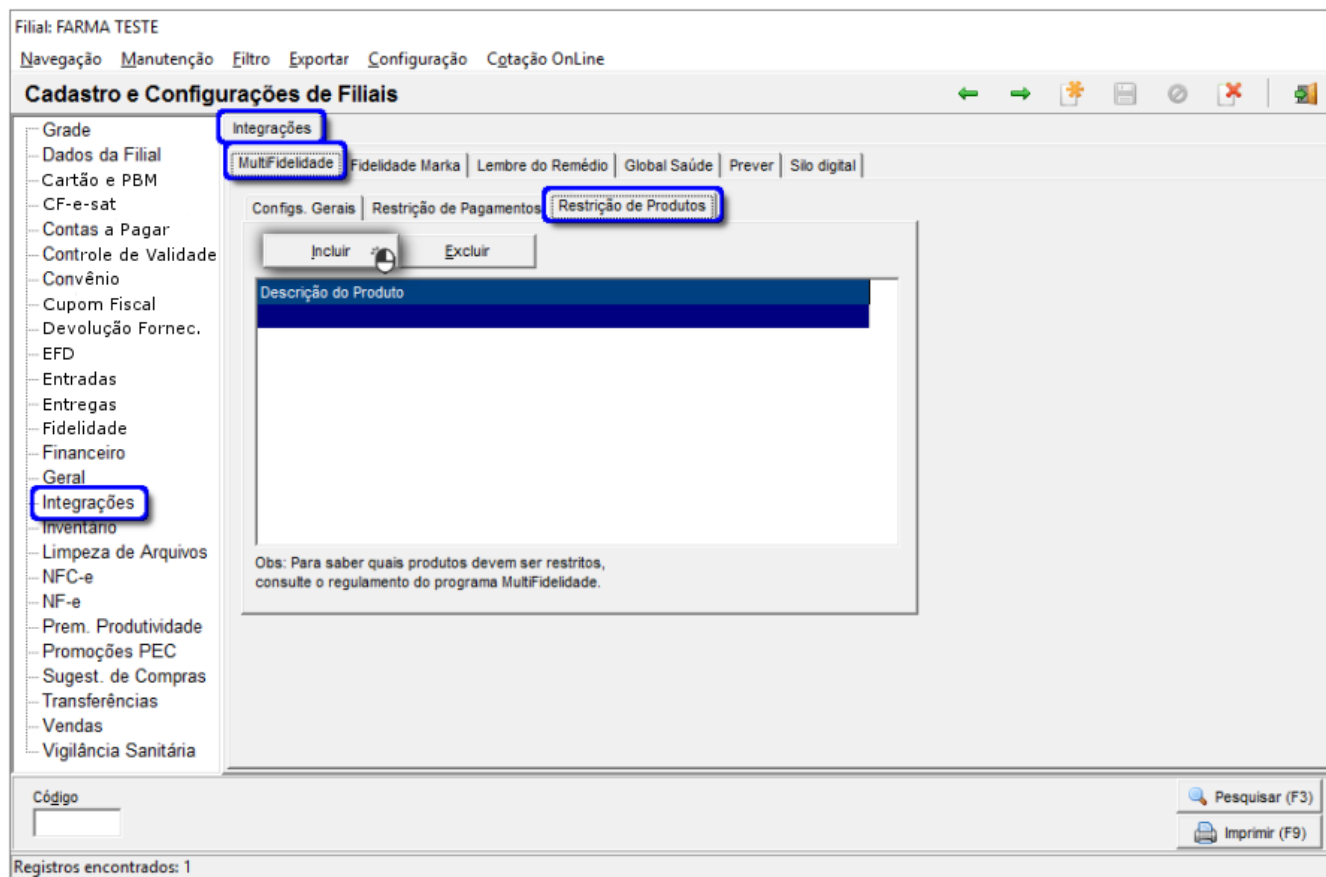 Filial: FARMA TESTE
Navegação Manutenção Filtro Exportar Configuração Cotação OnLine
Cadastro e Configurações de Filiais
Grade
Dados da Filial
Cartão e PBM
CF-e-sat
Contas a Pagar
Controle de Validade
Convênio
Cupom Fiscal
Devolução Fornec.
EFD
Entradas
Entregas
Fidelidade
Financeiro
Geral
Integrações
Inventário
Limpeza de Arquivos
NFC-e
NF-e
Prem. Produtividade
Promoções PEC
Sugest. de Compras
Transferências
Vendas
Vigilância Sanitária
Integrações
MultiFidelidade Fidelidade Marka Lembre do Remédio Global Saúde Prever Silo digital
Configs. Gerais Restrição de Pagamentos Restrição de Produtos
Incluir Excluir
Descrição do Produto
Obs: Para saber quais produtos devem ser restritos,
consulte o regulamento do programa MultiFidelidade.
Código
Pesquisar (F3)
Imprimir (F9)
Registros encontrados: 1